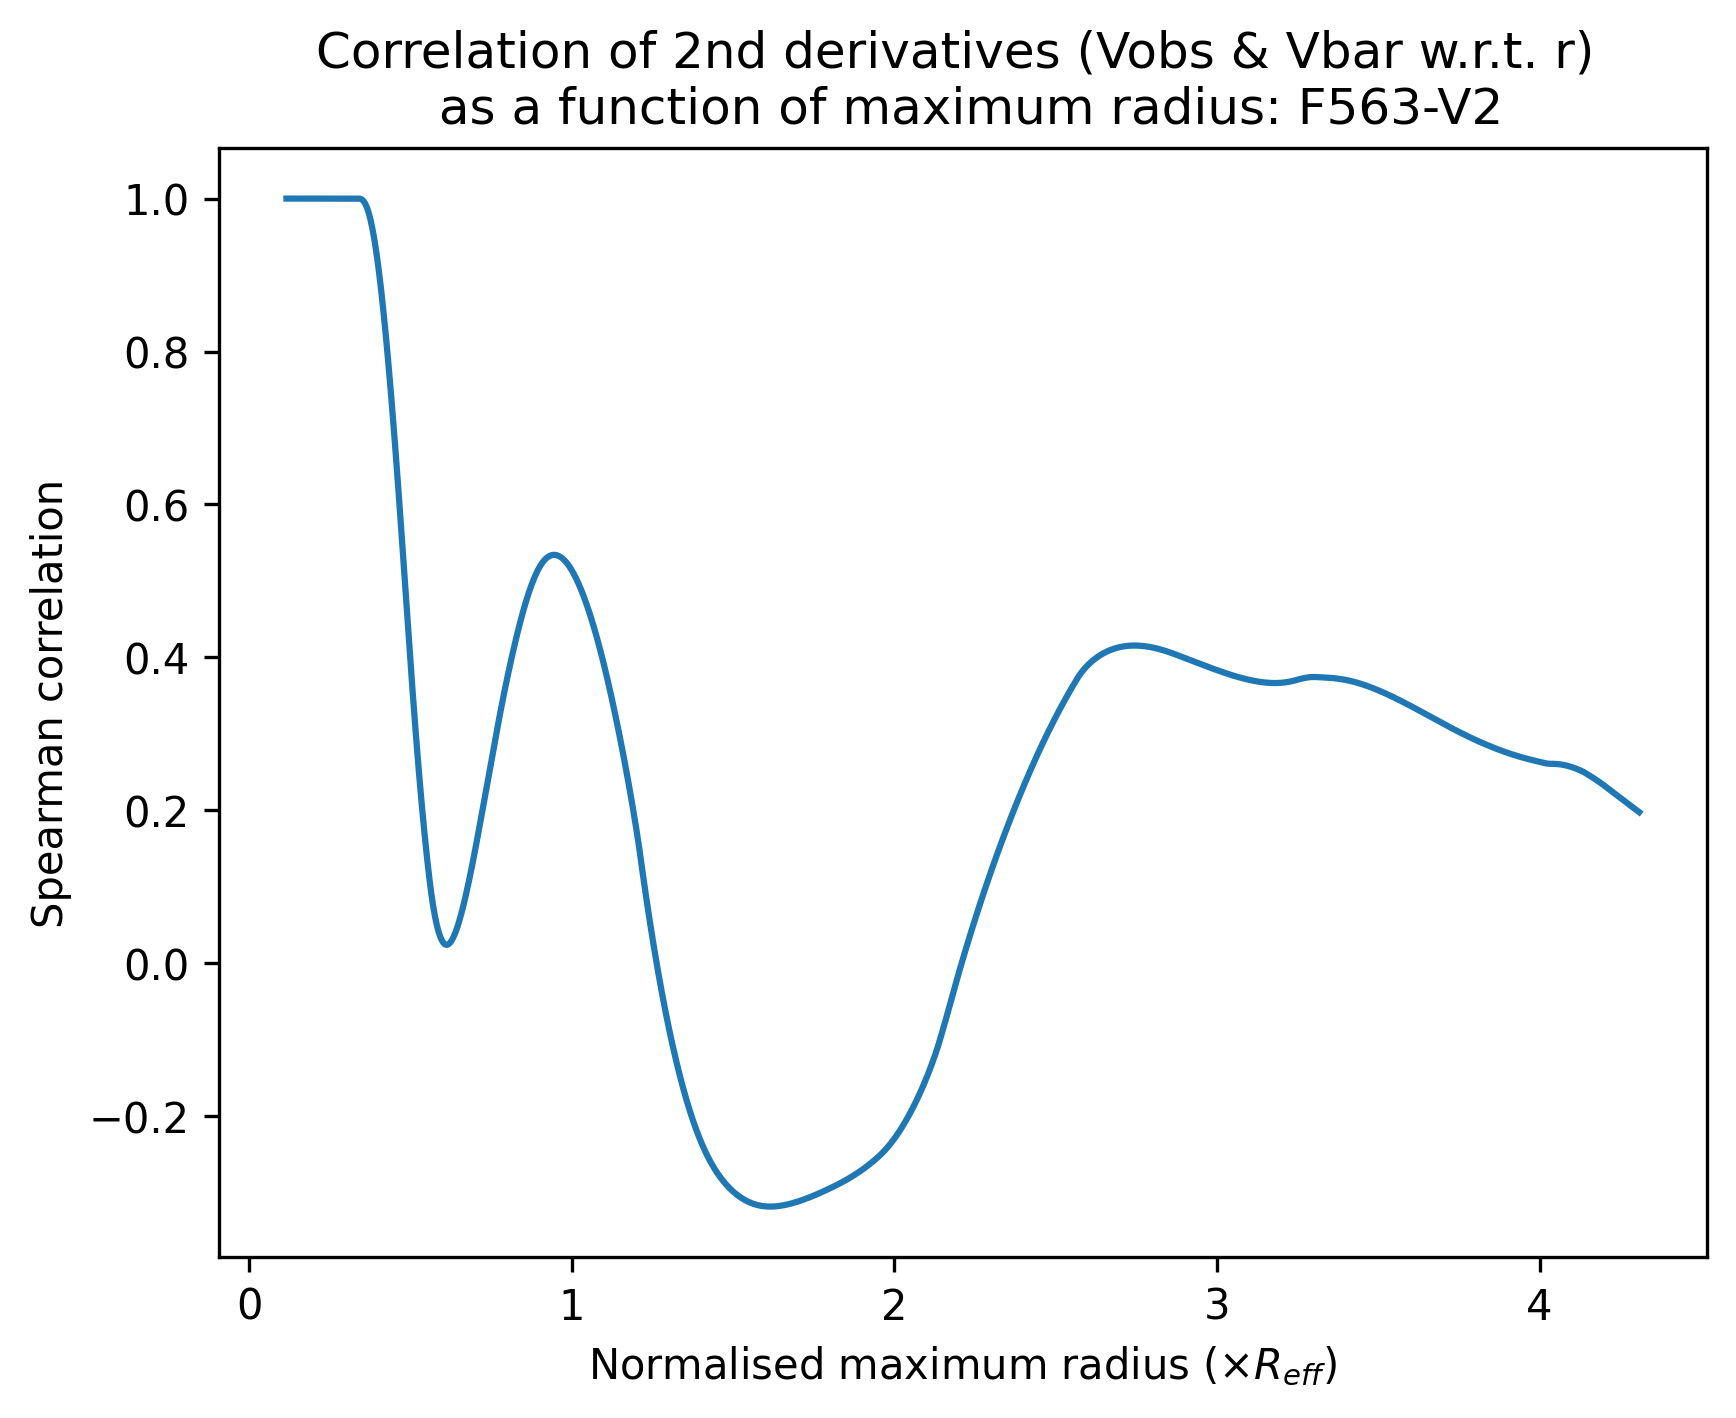 Correlation of 2nd derivatives (Vobs & Vbar w.r.t. r)
as a function of maximum radius: F563-V2
Spearman correlation
1.0
0.8
0.6
0.4
0.2
0.0
−0.2
0 1 2 3 4
Normalised maximum radius (×R_eff)